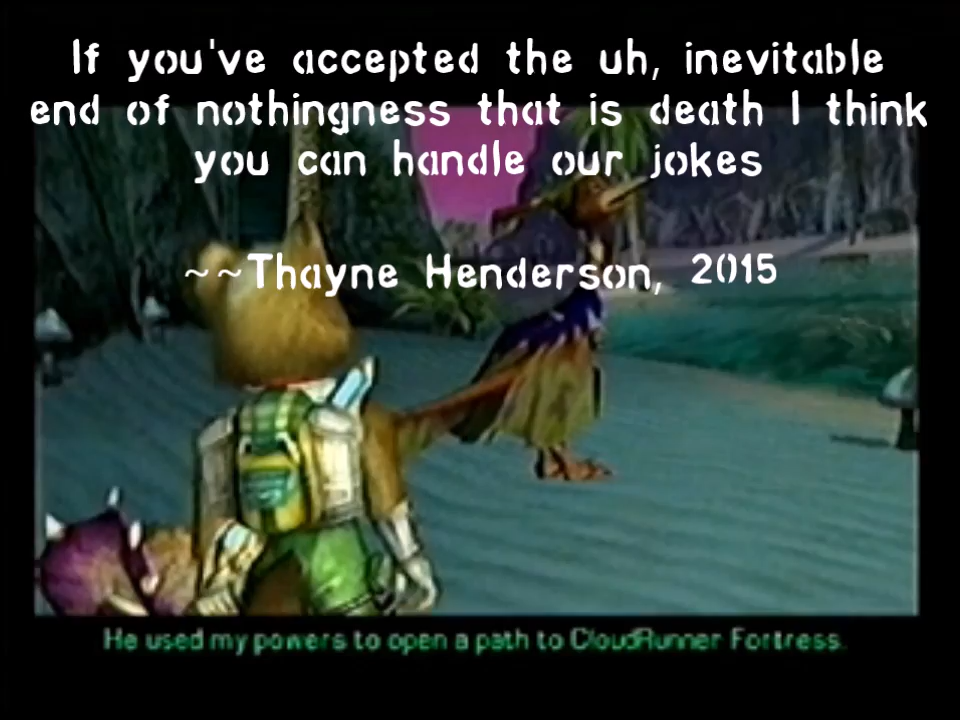 If you've accepted the uh, inevitable
end of nothingness that is death I think
you can handle our jokes
~~Thayne Henderson, 2015
He used my powers to open a path to CloudRunner Fortress.